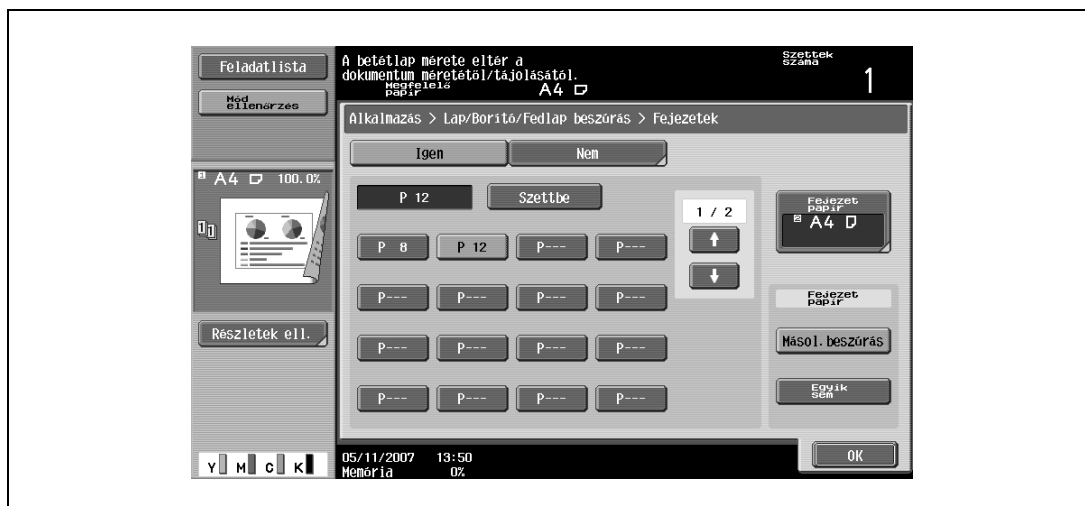 Feladatlista
Mód
ellenőrzés
A betétlap mérete eltér a
dokumentum méretétöl/tájolásától.
Megfelelő
papír
A4
Szettek
száma
1
Alkalmazás > Lap/Borító/Fedlap beszúrás > Fejezetek
Igen
Nem
A4 100.0%
P 12
Szettbe
1 / 2
Fejezet
papír
A4
P 8
P 12
P---
P---
P---
P---
P---
P---
Fejezet
papír
Részletek ell.
P---
P---
P---
P---
Másol.beszúrás
P---
P---
P---
P---
Egyik
sem
Y M C K
05/11/2007 13:50
Memória 0%
OK